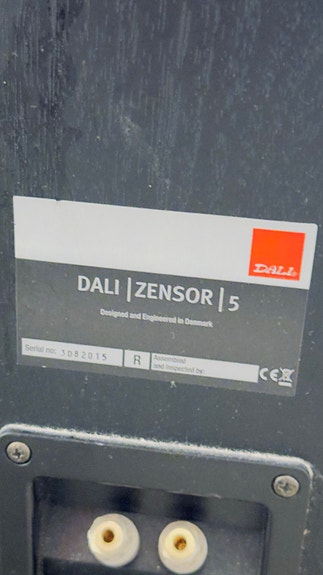 DALI
DALI | ZENSOR | 5
Designed and Engineered in Denmark
Serial no: 3082015
R
Assembled
and inspected by:
CE